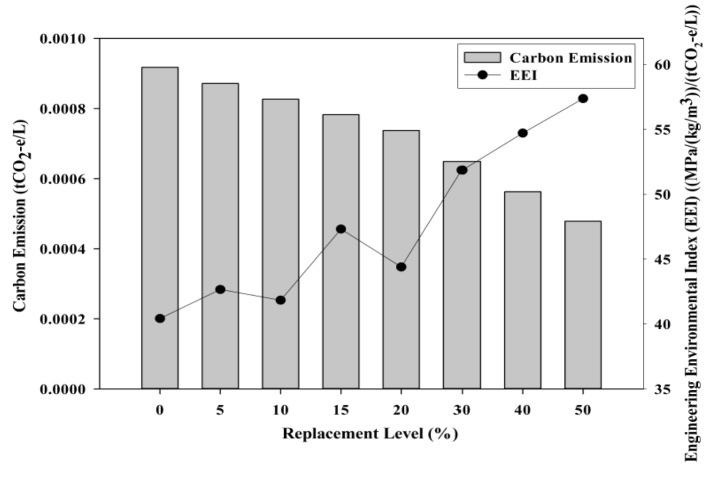 Carbon Emission (tCO2-e/L)
0.0010
0.0008
0.0006
0.0004
0.0002
0.0000
Carbon Emission
EEI
60
55
50
45
40
35
Engineering Environmental Index (EEI) ((MPa/(kg/m³))/(tCO₂-e/L))
0 5 10 15 20 30 40 50
Replacement Level (%)